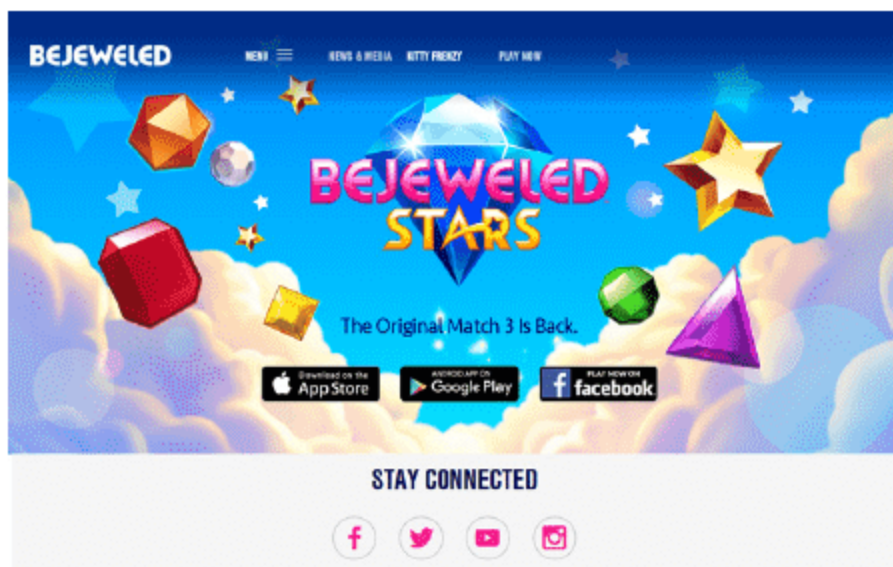 BEJEWELED
MENU NEWS & MEDIA KITTY FRENZY PLAY NOW
BEJEWELED
STARS
The Original Match 3 Is Back.
Download on the
App Store
ANDROID APP ON
Google Play
PLAY NOW ON
facebook
STAY CONNECTED